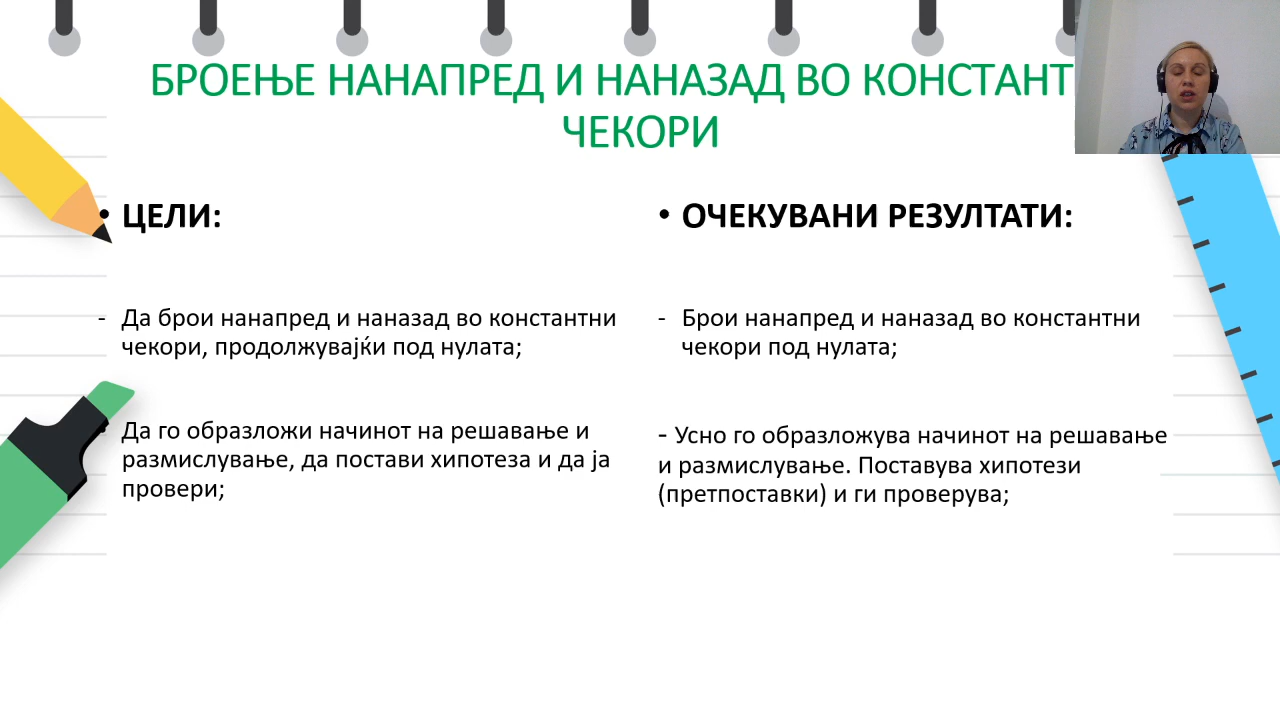 БРОЕЊЕ НАНАПРЕД И НАНАЗАД ВО КОНСТАНТ
ЧЕКОРИ
• ЦЕЛИ:
- Да брои нанапред и наназад во константни
чекори, продолжувајќи под нулата;
Да го образложи начинот на решавање и
размислување, да постави хипотеза и да ја
провери;
• ОЧЕКУВАНИ РЕЗУЛТАТИ:
- Брои нанапред и наназад во константни
чекори под нулата;
- Усно го образложува начинот на решавање
и размислување. Поставува хипотези
(претпоставки) и ги проверува;